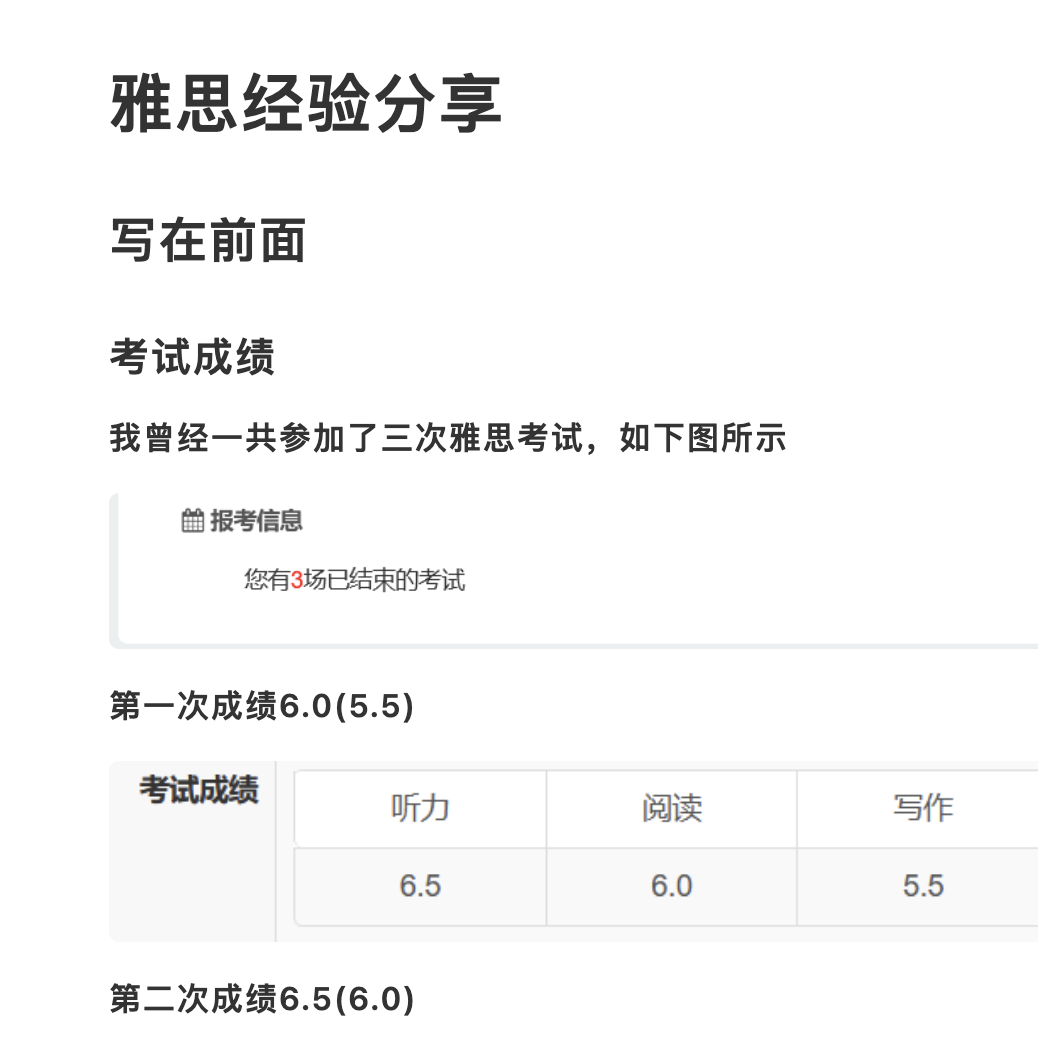 雅思经验分享
写在前面
考试成绩
我曾经一共参加了三次雅思考试，如下图所示
报考信息
您有3场已结束的考试
第一次成绩6.0(5.5)
考试成绩 听力 阅读 写作
6.5 6.0 5.5
第二次成绩6.5(6.0)